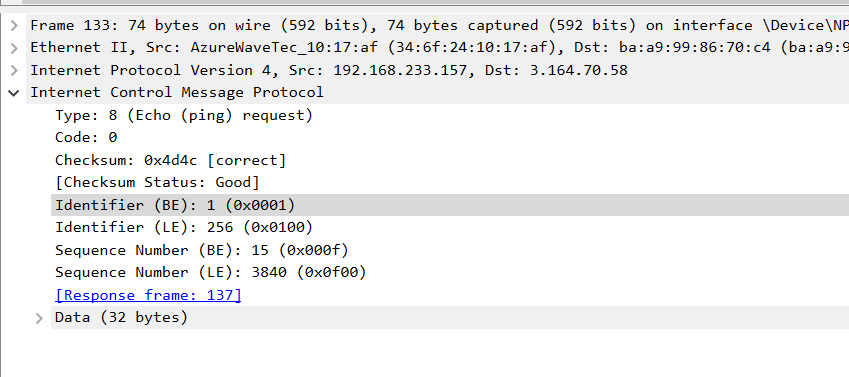 Frame 133: 74 bytes on wire (592 bits), 74 bytes captured (592 bits) on interface \Device\NP
Ethernet II, Src: AzureWaveTec_10:17:af (34:6f:24:10:17:af), Dst: ba:a9:99:86:70:c4 (ba:a9:9
Internet Protocol Version 4, Src: 192.168.233.157, Dst: 3.164.70.58
Internet Control Message Protocol
Type: 8 (Echo (ping) request)
Code: 0
Checksum: 0x4d4c [correct]
[Checksum Status: Good]
Identifier (BE): 1 (0x0001)
Identifier (LE): 256 (0x0100)
Sequence Number (BE): 15 (0x000f)
Sequence Number (LE): 3840 (0x0f00)
[Response frame: 137]
Data (32 bytes)